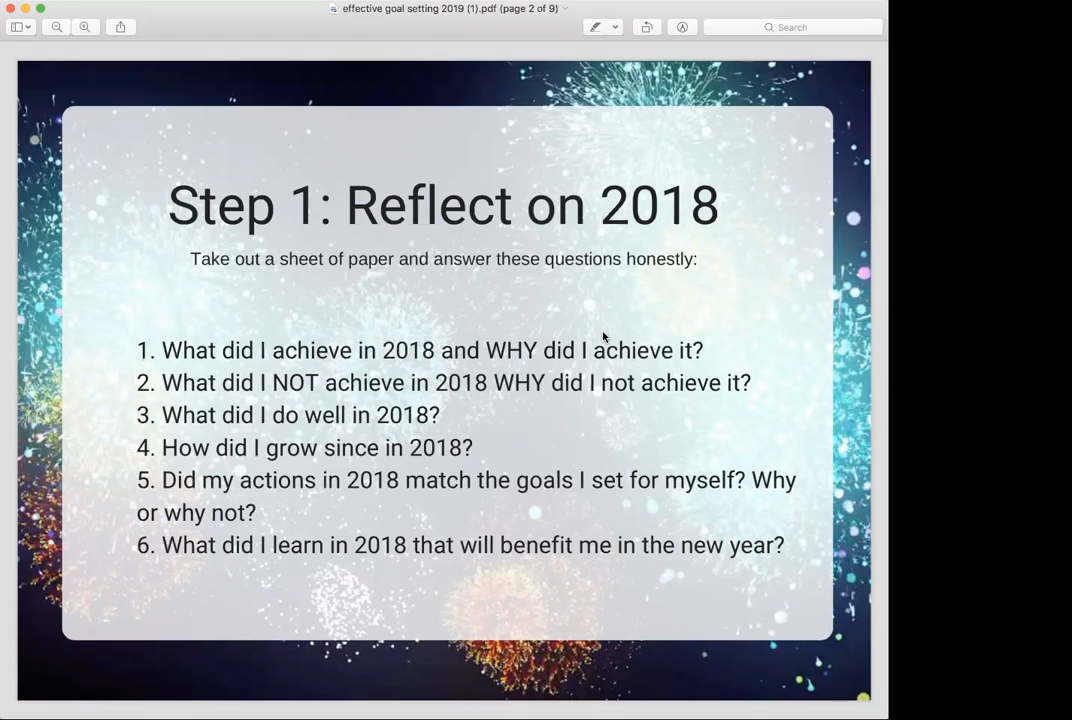 effective goal setting 2019 (1).pdf (page 2 of 9)
Search
Step 1: Reflect on 2018
Take out a sheet of paper and answer these questions honestly:
1. What did I achieve in 2018 and WHY did I achieve it?
2. What did I NOT achieve in 2018 WHY did I not achieve it?
3. What did I do well in 2018?
4. How did I grow since in 2018?
5. Did my actions in 2018 match the goals I set for myself? Why
or why not?
6. What did I learn in 2018 that will benefit me in the new year?